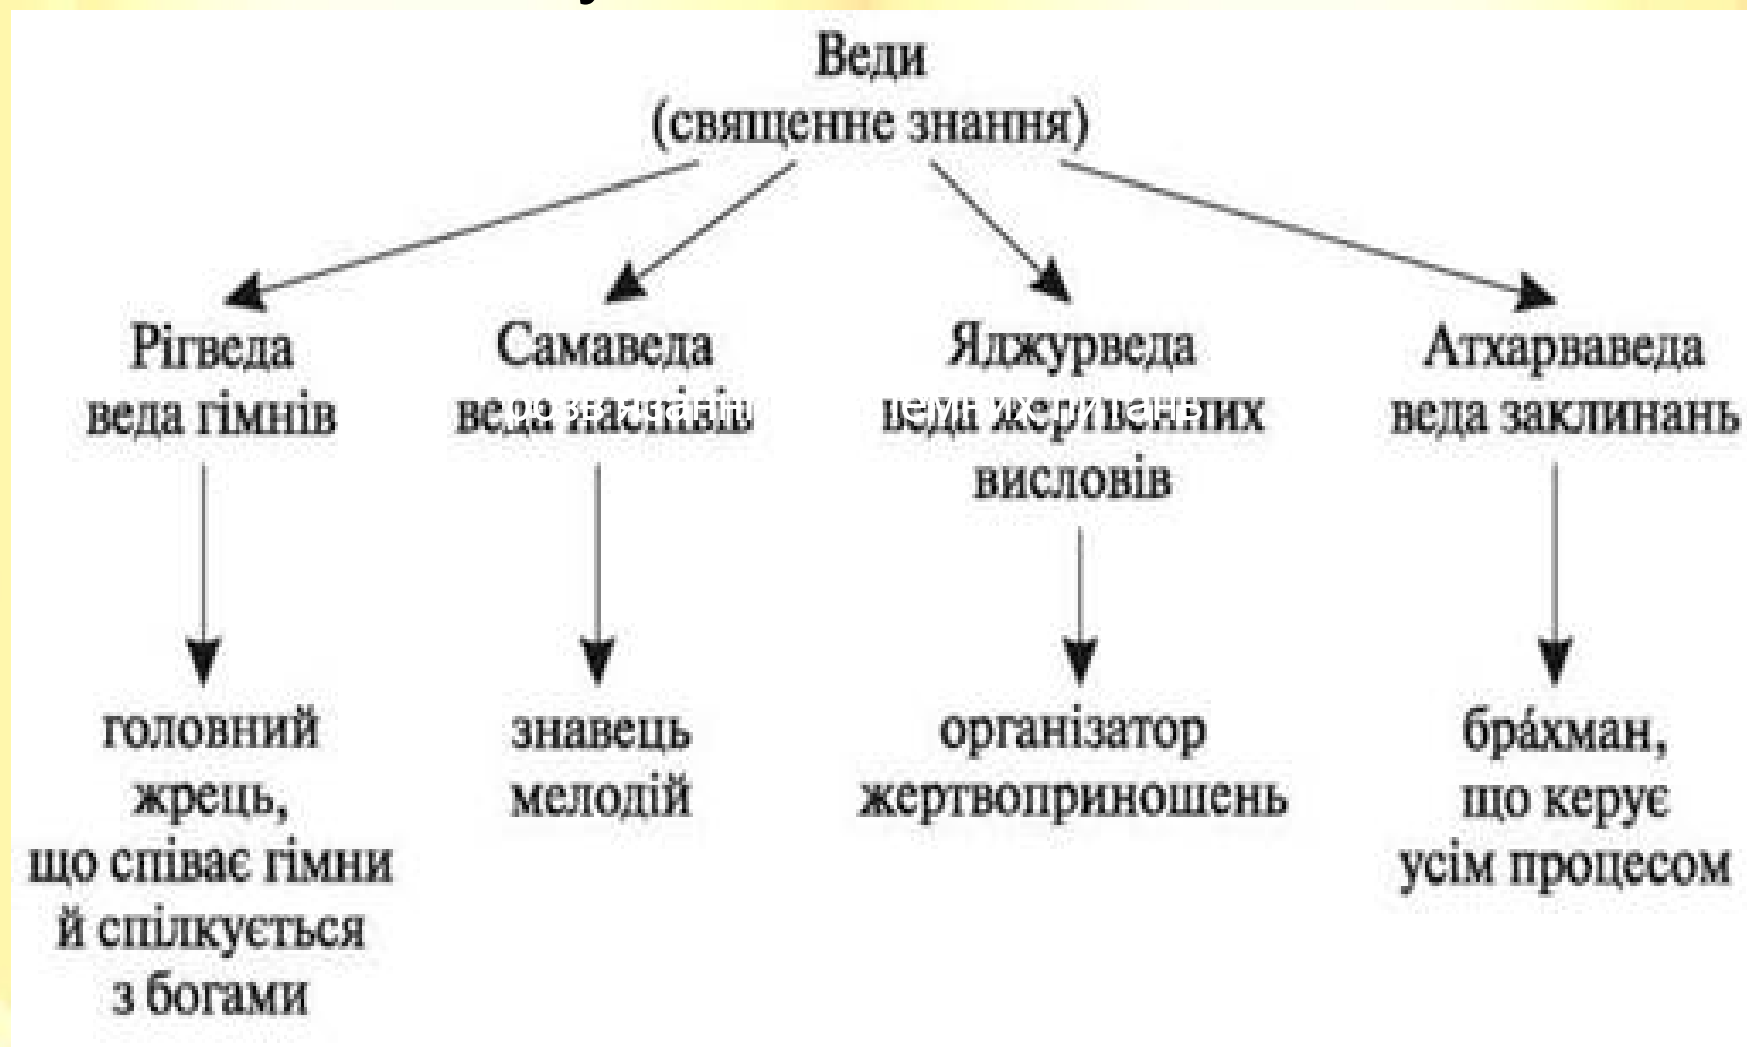 Веди
(священне знання)
Рігведа
веда гімнів
Самаведа
веда наспівів
Яджурведа
веда жертвенних
висловів
Атхарваведа
веда заклинань
головний
жрець,
що співає гімни
й спілкується
з богами
знавець
мелодій
організатор
жертвоприношень
бра́хман,
що керує
усім процесом